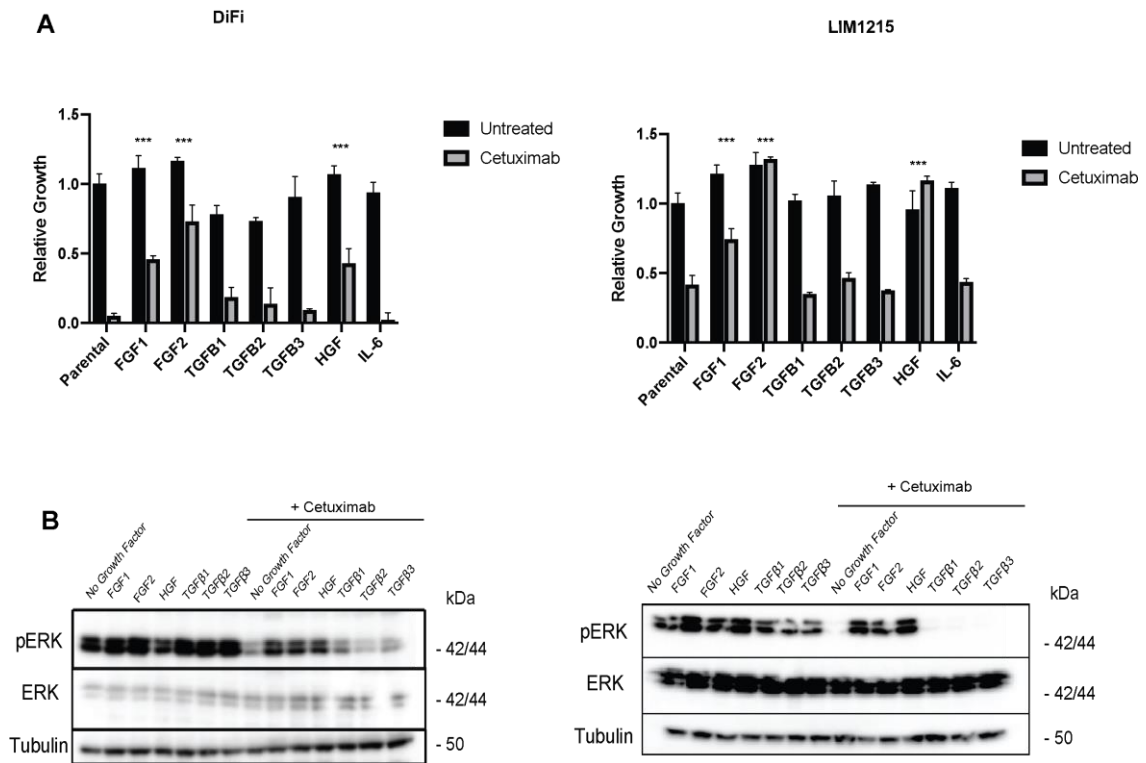 A
DiFi
LIM1215
Relative Growth
1.5
1.0
0.5
0.0
Parental
FGF1
FGF2
TGFB1
TGFB2
TGFB3
HGF
IL-6
***
***
***
Untreated
Cetuximab
Relative Growth
1.5
1.0
0.5
0.0
Parental
FGF1
FGF2
TGFB1
TGFB2
TGFB3
HGF
IL-6
***
***
***
Untreated
Cetuximab
B
+ Cetuximab
No Growth Factor
FGF1
FGF2
HGF
TGFβ1
TGFβ2
TGFβ3
No Growth Factor
FGF1
FGF2
HGF
TGFβ1
TGFβ2
TGFβ3
kDa
pERK
- 42/44
ERK
- 42/44
Tubulin
- 50
+ Cetuximab
No Growth Factor
FGF1
FGF2
HGF
TGFβ1
TGFβ2
TGFβ3
No Growth Factor
FGF1
FGF2
HGF
TGFβ1
TGFβ2
TGFβ3
kDa
pERK
- 42/44
ERK
- 42/44
Tubulin
- 50